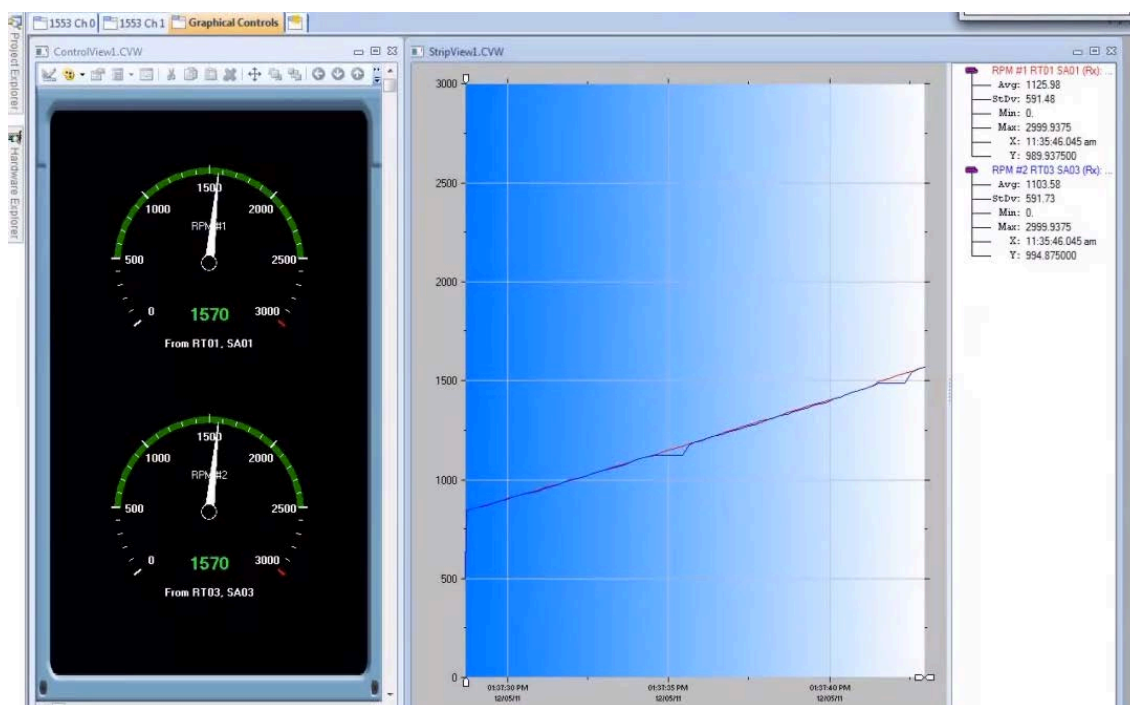 1553 Ch 0
1553 Ch 1
Graphical Controls
Project Explorer
Hardware Explorer
ControlView1.CVW
1500
1000
2000
RPM #1
500
2500
0
1570
3000
From RT01, SA01
1500
1000
2000
RPM #2
500
2500
0
1570
3000
From RT03, SA03
StripView1.CVW
3000
2500
2000
1500
1000
500
0
01:37:30 PM
12/05/11
01:37:35 PM
12/05/11
01:37:40 PM
12/05/11
RPM #1 RT01 SA01 (Rx): ...
Avg: 1125.98
StDv: 591.48
Min: 0.
Max: 2999.9375
X: 11:35:46.045 am
Y: 989.937500
RPM #2 RT03 SA03 (Rx): ...
Avg: 1103.58
StDv: 591.73
Min: 0.
Max: 2999.9375
X: 11:35:46.045 am
Y: 994.875000